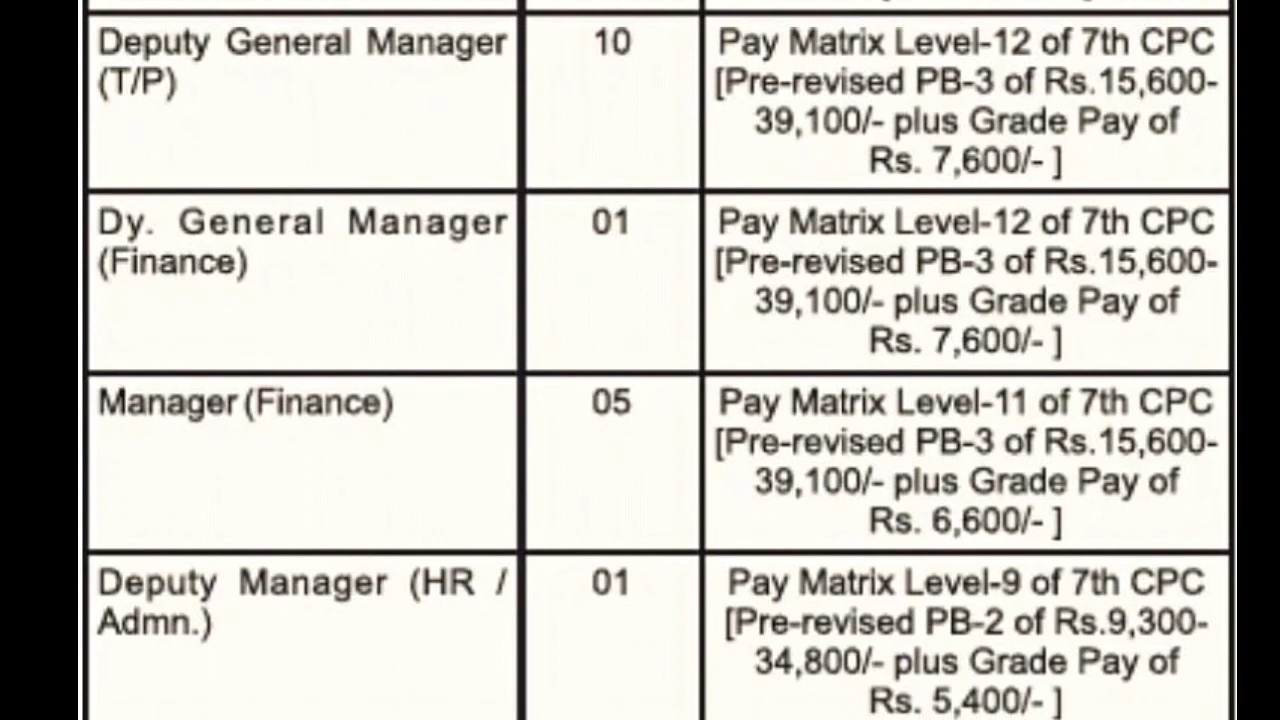 Deputy General Manager
(T/P)
10
Pay Matrix Level-12 of 7th CPC
[Pre-revised PB-3 of Rs.15,600-
39,100/- plus Grade Pay of
Rs. 7,600/- ]
Dy. General Manager
(Finance)
01
Pay Matrix Level-12 of 7th CPC
[Pre-revised PB-3 of Rs.15,600-
39,100/- plus Grade Pay of
Rs. 7,600/- ]
Manager (Finance)
05
Pay Matrix Level-11 of 7th CPC
[Pre-revised PB-3 of Rs.15,600-
39,100/- plus Grade Pay of
Rs. 6,600/- ]
Deputy Manager (HR /
Admn.)
01
Pay Matrix Level-9 of 7th CPC
[Pre-revised PB-2 of Rs.9,300-
34,800/- plus Grade Pay of
Rs. 5,400/- ]